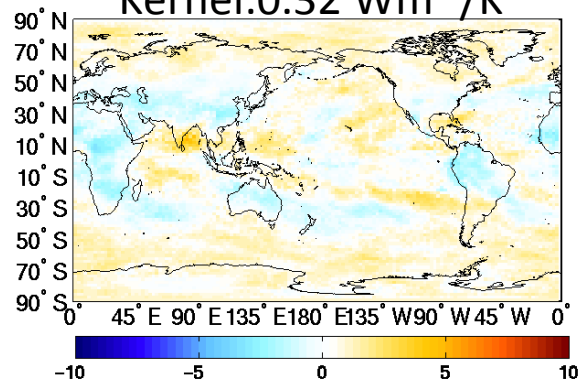 Kernel:0.32 Wm /K
90° N
70° N
50° N
30° N
10° N
10° S
30° S
50° S
70° S
90° S
0° 45° E 90° E 135° E 180° E 135° W 90° W 45° W 0°
−10 −5 0 5 10